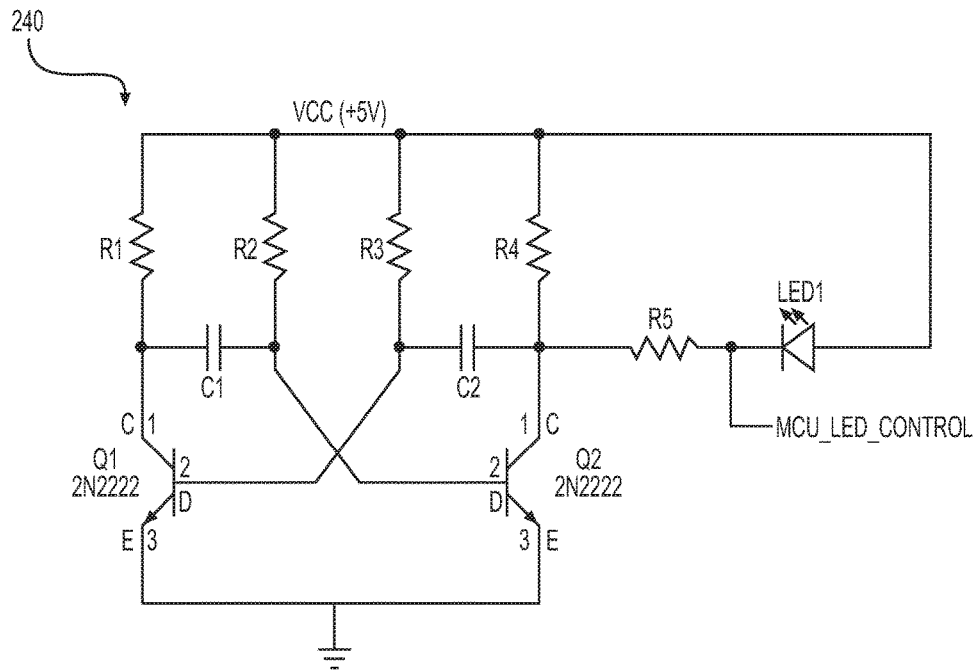 240
VCC (+5V)
R1
R2
R3
R4
LED1
R5
C1
C2
C 1
1 C
MCU_LED_CONTROL
Q1
2N2222
2
D
2
D
Q2
2N2222
E 3
3 E